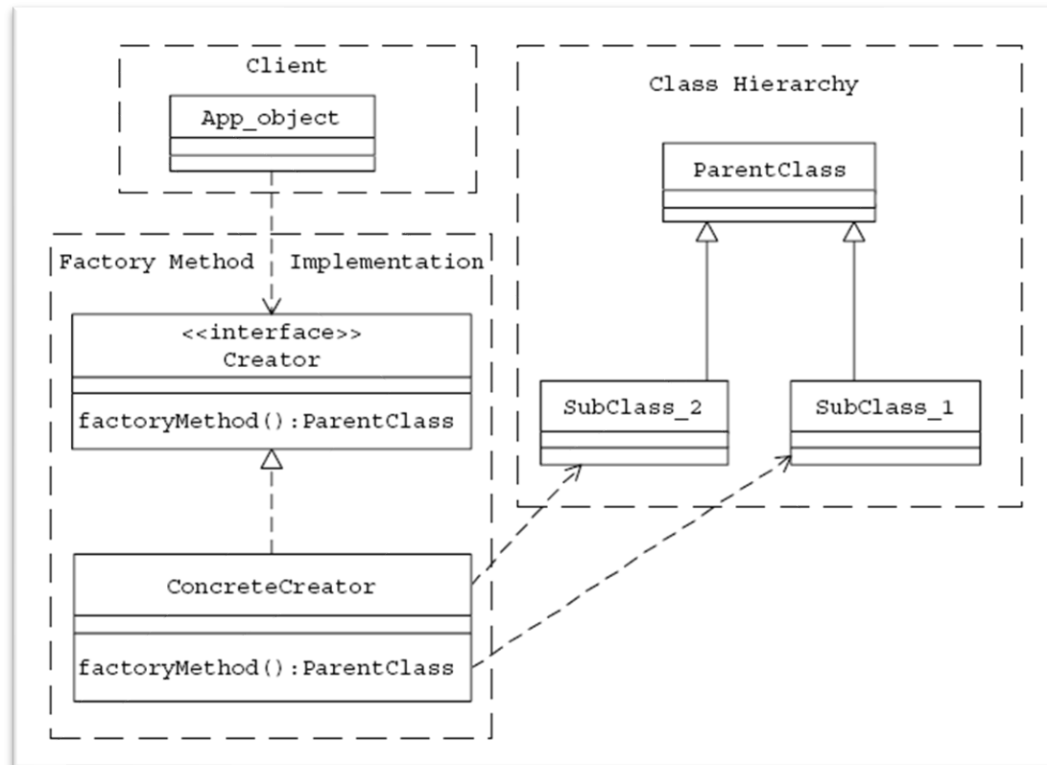 Client
App_object
Class Hierarchy
ParentClass
Factory Method Implementation
<<interface>>
Creator
factoryMethod():ParentClass
SubClass_2
SubClass_1
ConcreteCreator
factoryMethod():ParentClass